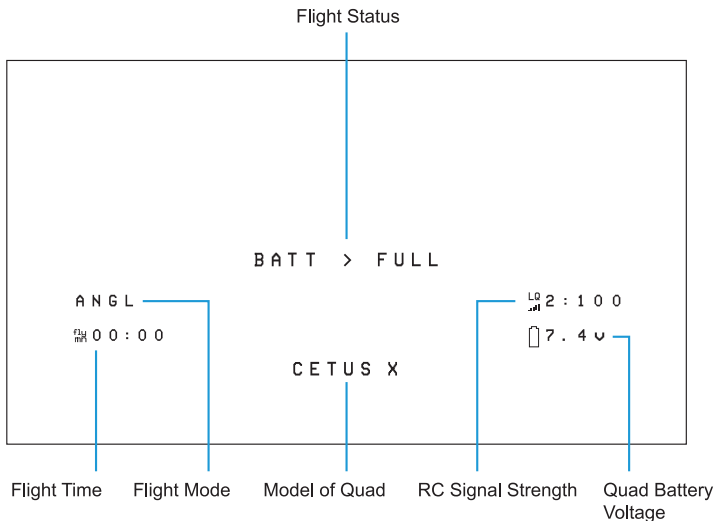 Flight Status
BATT > FULL
ANGL
LQ 2:100
fly mM 00:00
7.4v
CETUS X
Flight Time
Flight Mode
Model of Quad
RC Signal Strength
Quad Battery
Voltage